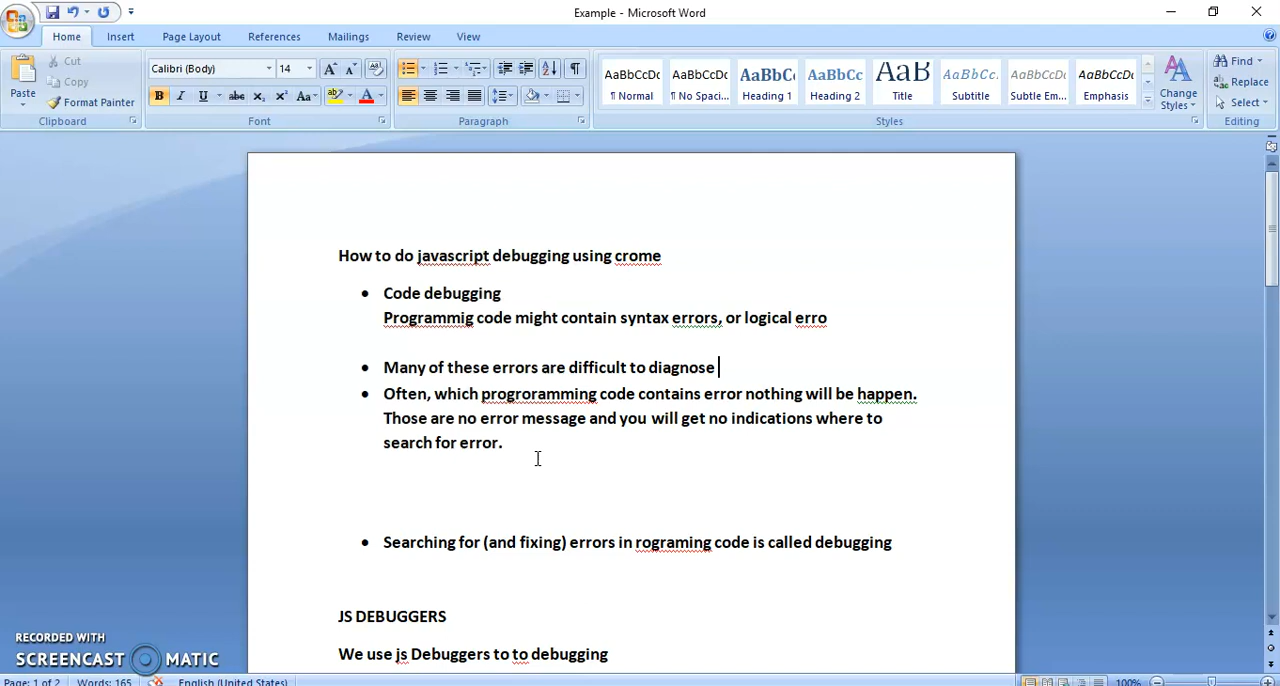 Example - Microsoft Word
Home Insert Page Layout References Mailings Review View
Paste
Cut
Copy
Format Painter
Clipboard
Calibri (Body) 14
Font
Paragraph
AaBbCcDc AaBbCcDc AaBbC AaBbCc AaB AaBbCc. AaBbCcDc AaBbCcDc
¶ Normal ¶ No Spaci... Heading 1 Heading 2 Title Subtitle Subtle Em... Emphasis
Change
Styles
Styles
Find
Replace
Select
Editing
How to do javascript debugging using crome
• Code debugging
Programmig code might contain syntax errors, or logical erro
• Many of these errors are difficult to diagnose
• Often, which progroramming code contains error nothing will be happen.
Those are no error message and you will get no indications where to
search for error.
• Searching for (and fixing) errors in rograming code is called debugging
JS DEBUGGERS
We use js Debuggers to to debugging
RECORDED WITH
SCREENCAST MATIC
Page: 1 of 2 Words: 165 English (United States) 100%